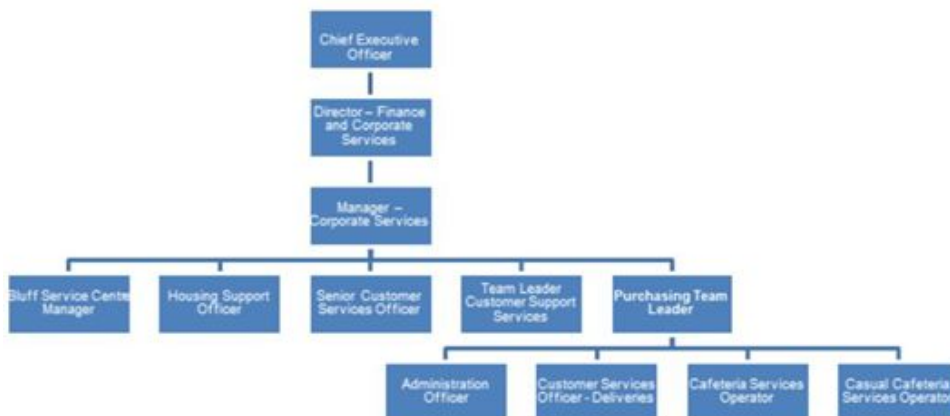 Chief Executive
Officer
Director – Finance
and Corporate
Services
Manager –
Corporate Services
Bluff Service Centre
Manager
Housing Support
Officer
Senior Customer
Services Officer
Team Leader
Customer Support
Services
Purchasing Team
Leader
Administration
Officer
Customer Services
Officer - Deliveries
Cafeteria Services
Operator
Casual Cafeteria
Services Operator